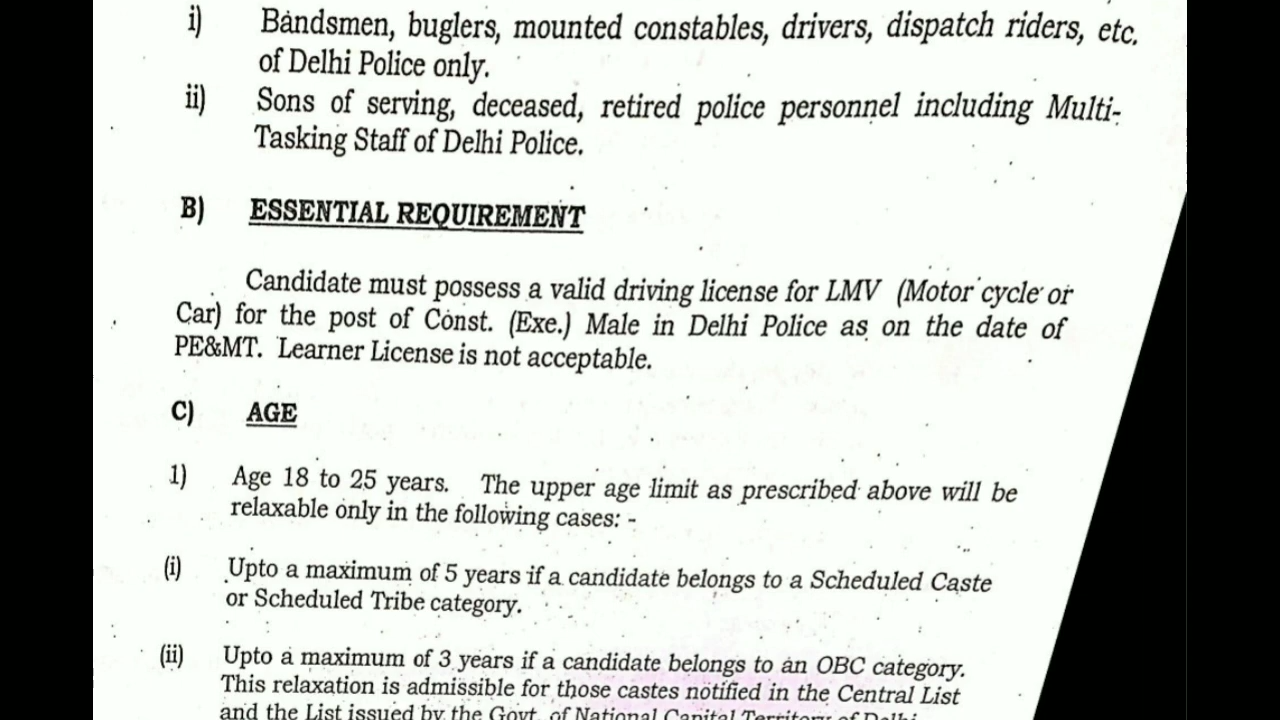 i) Bandsmen, buglers, mounted constables, drivers, dispatch riders, etc.
of Delhi Police only.
ii) Sons of serving, deceased, retired police personnel including Multi-
Tasking Staff of Delhi Police.
B) ESSENTIAL REQUIREMENT
Candidate must possess a valid driving license for LMV (Motor cycle or
Car) for the post of Const. (Exe.) Male in Delhi Police as on the date of
PE&MT. Learner License is not acceptable.
C) AGE
1) Age 18 to 25 years. The upper age limit as prescribed above will be
relaxable only in the following cases: -
(i) Upto a maximum of 5 years if a candidate belongs to a Scheduled Caste
or Scheduled Tribe category.
(ii) Upto a maximum of 3 years if a candidate belongs to an OBC category.
This relaxation is admissible for those castes notified in the Central List
and the List issued by the Govt. of National Capital Territory of Delhi